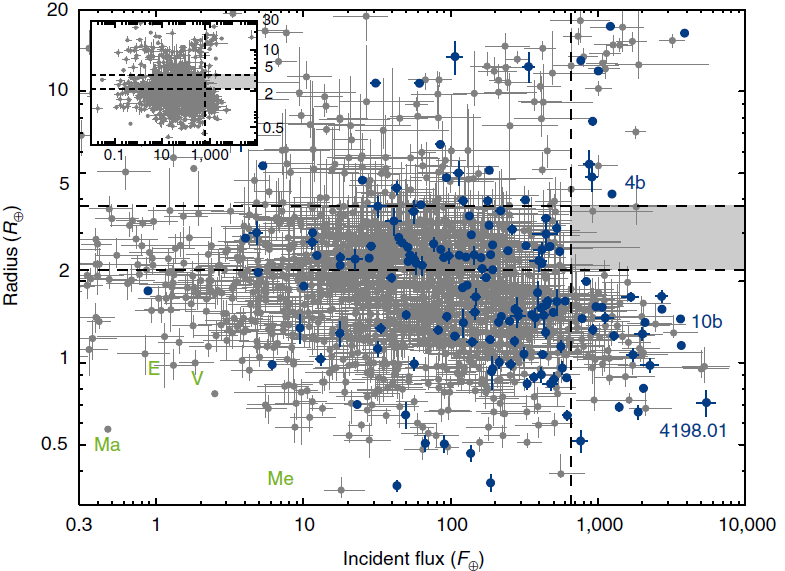 20
10
5
2
1
0.5
Radius (R⊕)
0.3
1
10
100
1,000
10,000
Incident flux (F⊕)
30
10
5
2
0.5
0.1
10
1,000
4b
10b
4198.01
E
V
Ma
Me